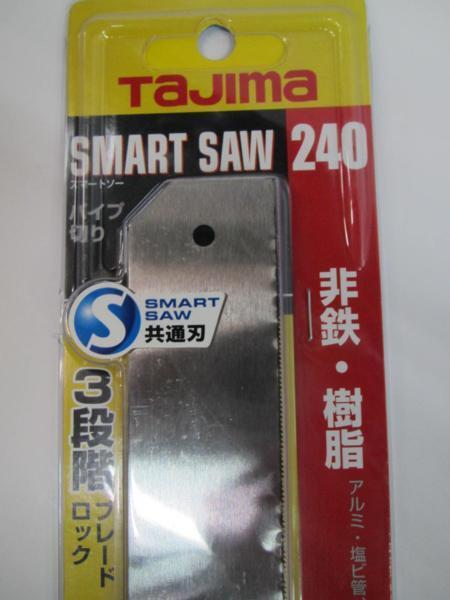 TaJIma
SMART SAW 240
スマートソー
パイプ
切り
SMART
SAW
共通刃
S
非鉄・樹脂
アルミ・塩ビ管、
3段階
ブレード
ロック